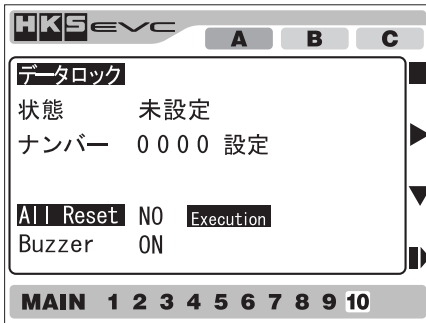 HKS EVC
A B C
データロック
状態 未設定
ナンバー 0000 設定
All Reset NO Execution
Buzzer ON
MAIN 1 2 3 4 5 6 7 8 9 10